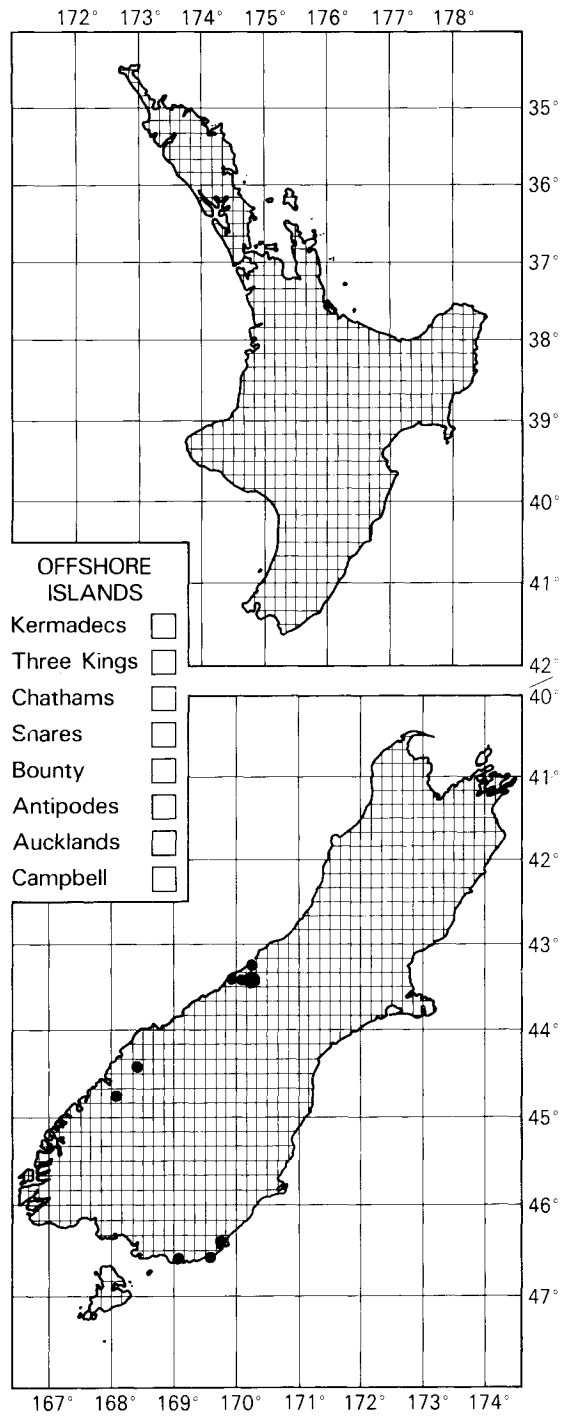 172° 173° 174° 175° 176° 177° 178°
35°
36°
37°
38°
39°
40°
41°
42°
OFFSHORE
ISLANDS
Kermadecs
Three Kings
Chathams
Snares
Bounty
Antipodes
Aucklands
Campbell
40°
41°
42°
43°
44°
45°
46°
47°
167° 168° 169° 170° 171° 172° 173° 174°